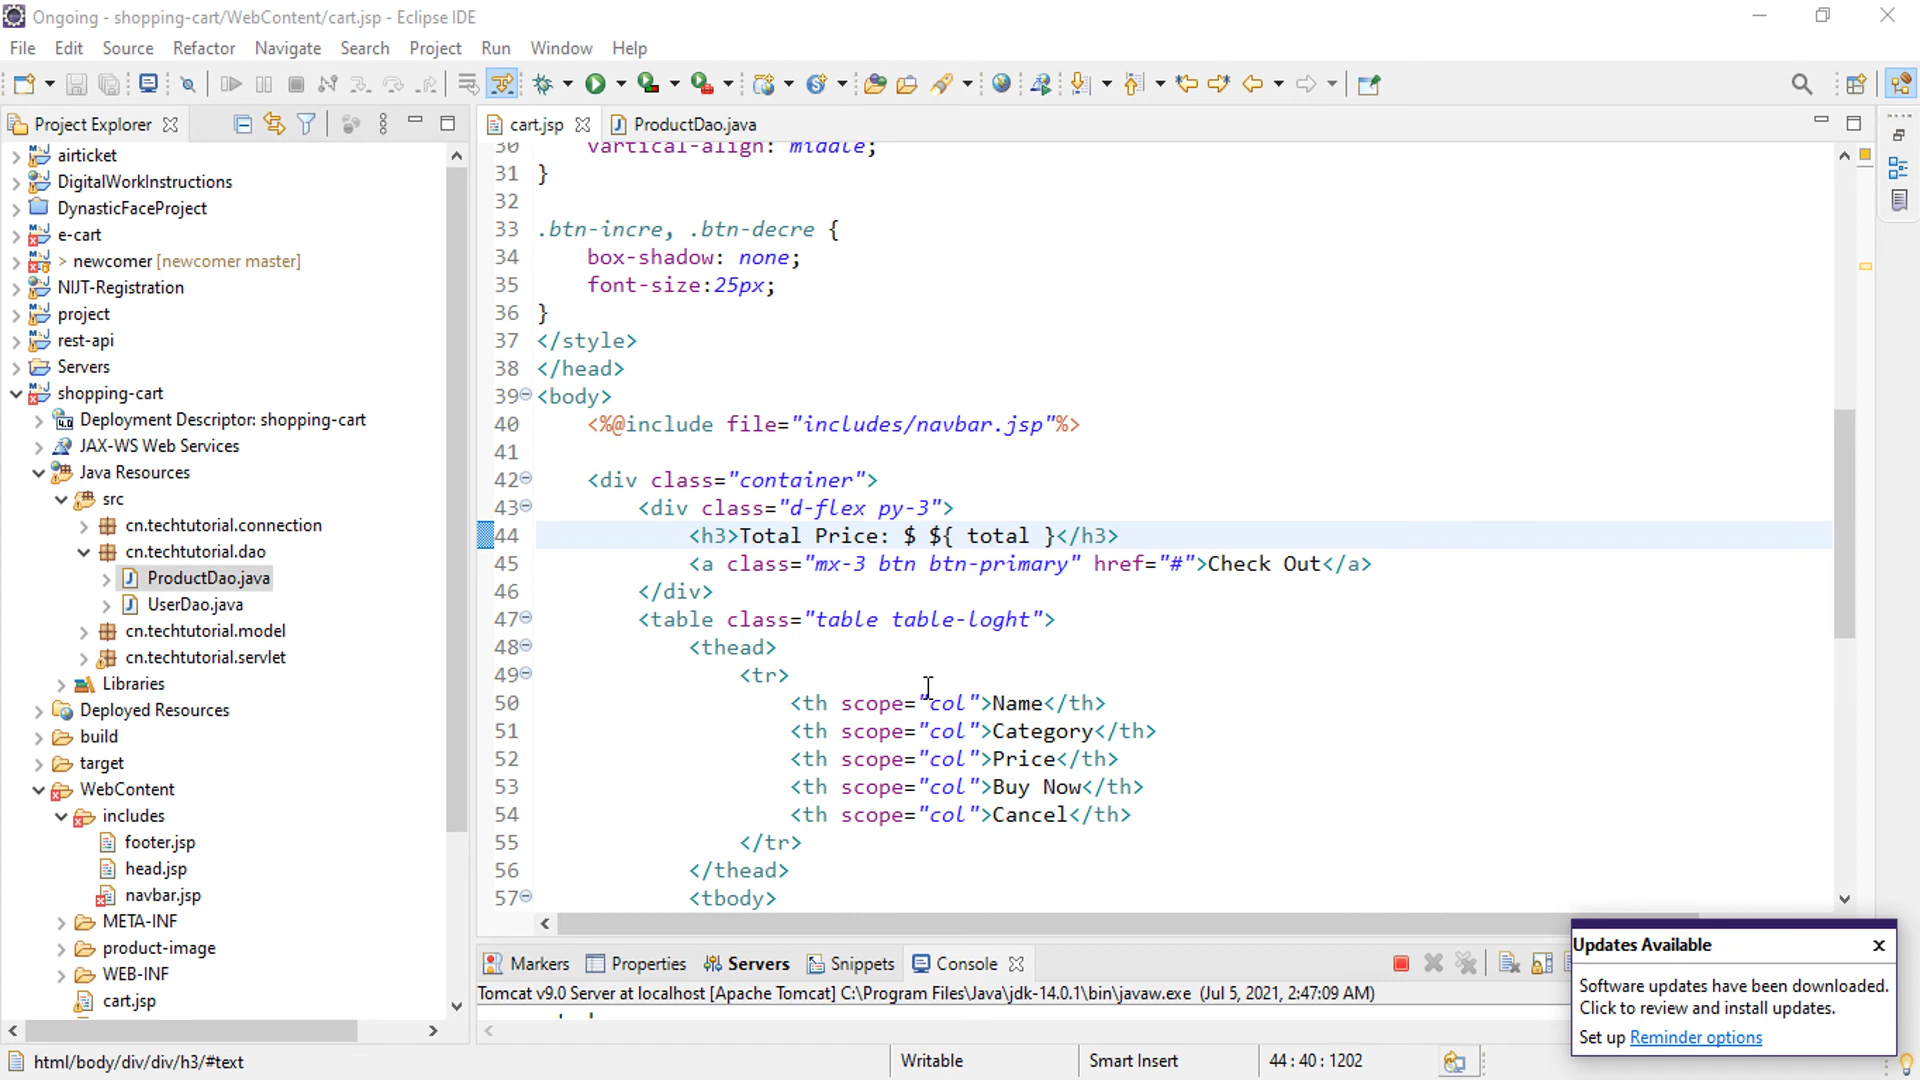 Ongoing - shopping-cart/WebContent/cart.jsp - Eclipse IDE
File Edit Source Refactor Navigate Search Project Run Window Help
Project Explorer
airticket
DigitalWorkInstructions
DynasticFaceProject
e-cart
> newcomer [newcomer master]
NIJT-Registration
project
rest-api
Servers
shopping-cart
Deployment Descriptor: shopping-cart
JAX-WS Web Services
Java Resources
src
cn.techtutorial.connection
cn.techtutorial.dao
ProductDao.java
UserDao.java
cn.techtutorial.model
cn.techtutorial.servlet
Libraries
Deployed Resources
build
target
WebContent
includes
footer.jsp
head.jsp
navbar.jsp
META-INF
product-image
WEB-INF
cart.jsp
cart.jsp ProductDao.java
30 vartical-align: middle;
31 }
32
33 .btn-incre, .btn-decre {
34 box-shadow: none;
35 font-size:25px;
36 }
37 </style>
38 </head>
39 <body>
40 <%@include file="includes/navbar.jsp"%>
41
42 <div class="container">
43 <div class="d-flex py-3">
44 <h3>Total Price: $ ${ total }</h3>
45 <a class="mx-3 btn btn-primary" href="#">Check Out</a>
46 </div>
47 <table class="table table-loght">
48 <thead>
49 <tr>
50 <th scope="col">Name</th>
51 <th scope="col">Category</th>
52 <th scope="col">Price</th>
53 <th scope="col">Buy Now</th>
54 <th scope="col">Cancel</th>
55 </tr>
56 </thead>
57 <tbody>
Markers Properties Servers Snippets Console
Tomcat v9.0 Server at localhost [Apache Tomcat] C:\Program Files\Java\jdk-14.0.1\bin\javaw.exe (Jul 5, 2021, 2:47:09 AM)
Updates Available
Software updates have been downloaded.
Click to review and install updates.
Set up Reminder options
html/body/div/div/h3/#text Writable Smart Insert 44 : 40 : 1202